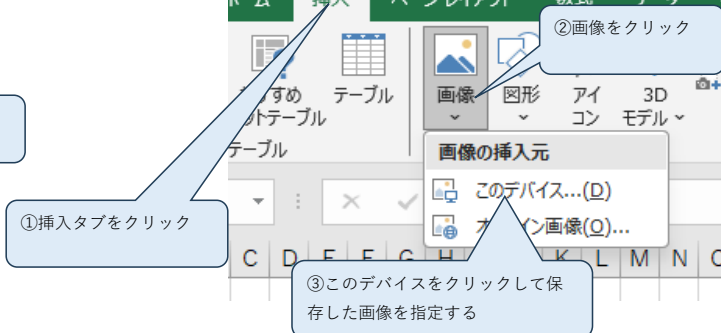 挿入
②画像をクリック
テーブル
画像
図形
アイ
コン
3D
モデル
テーブル
画像の挿入元
このデバイス...(D)
画像(O)...
①挿入タブをクリック
C D E F G H K L M N
③このデバイスをクリックして保
存した画像を指定する